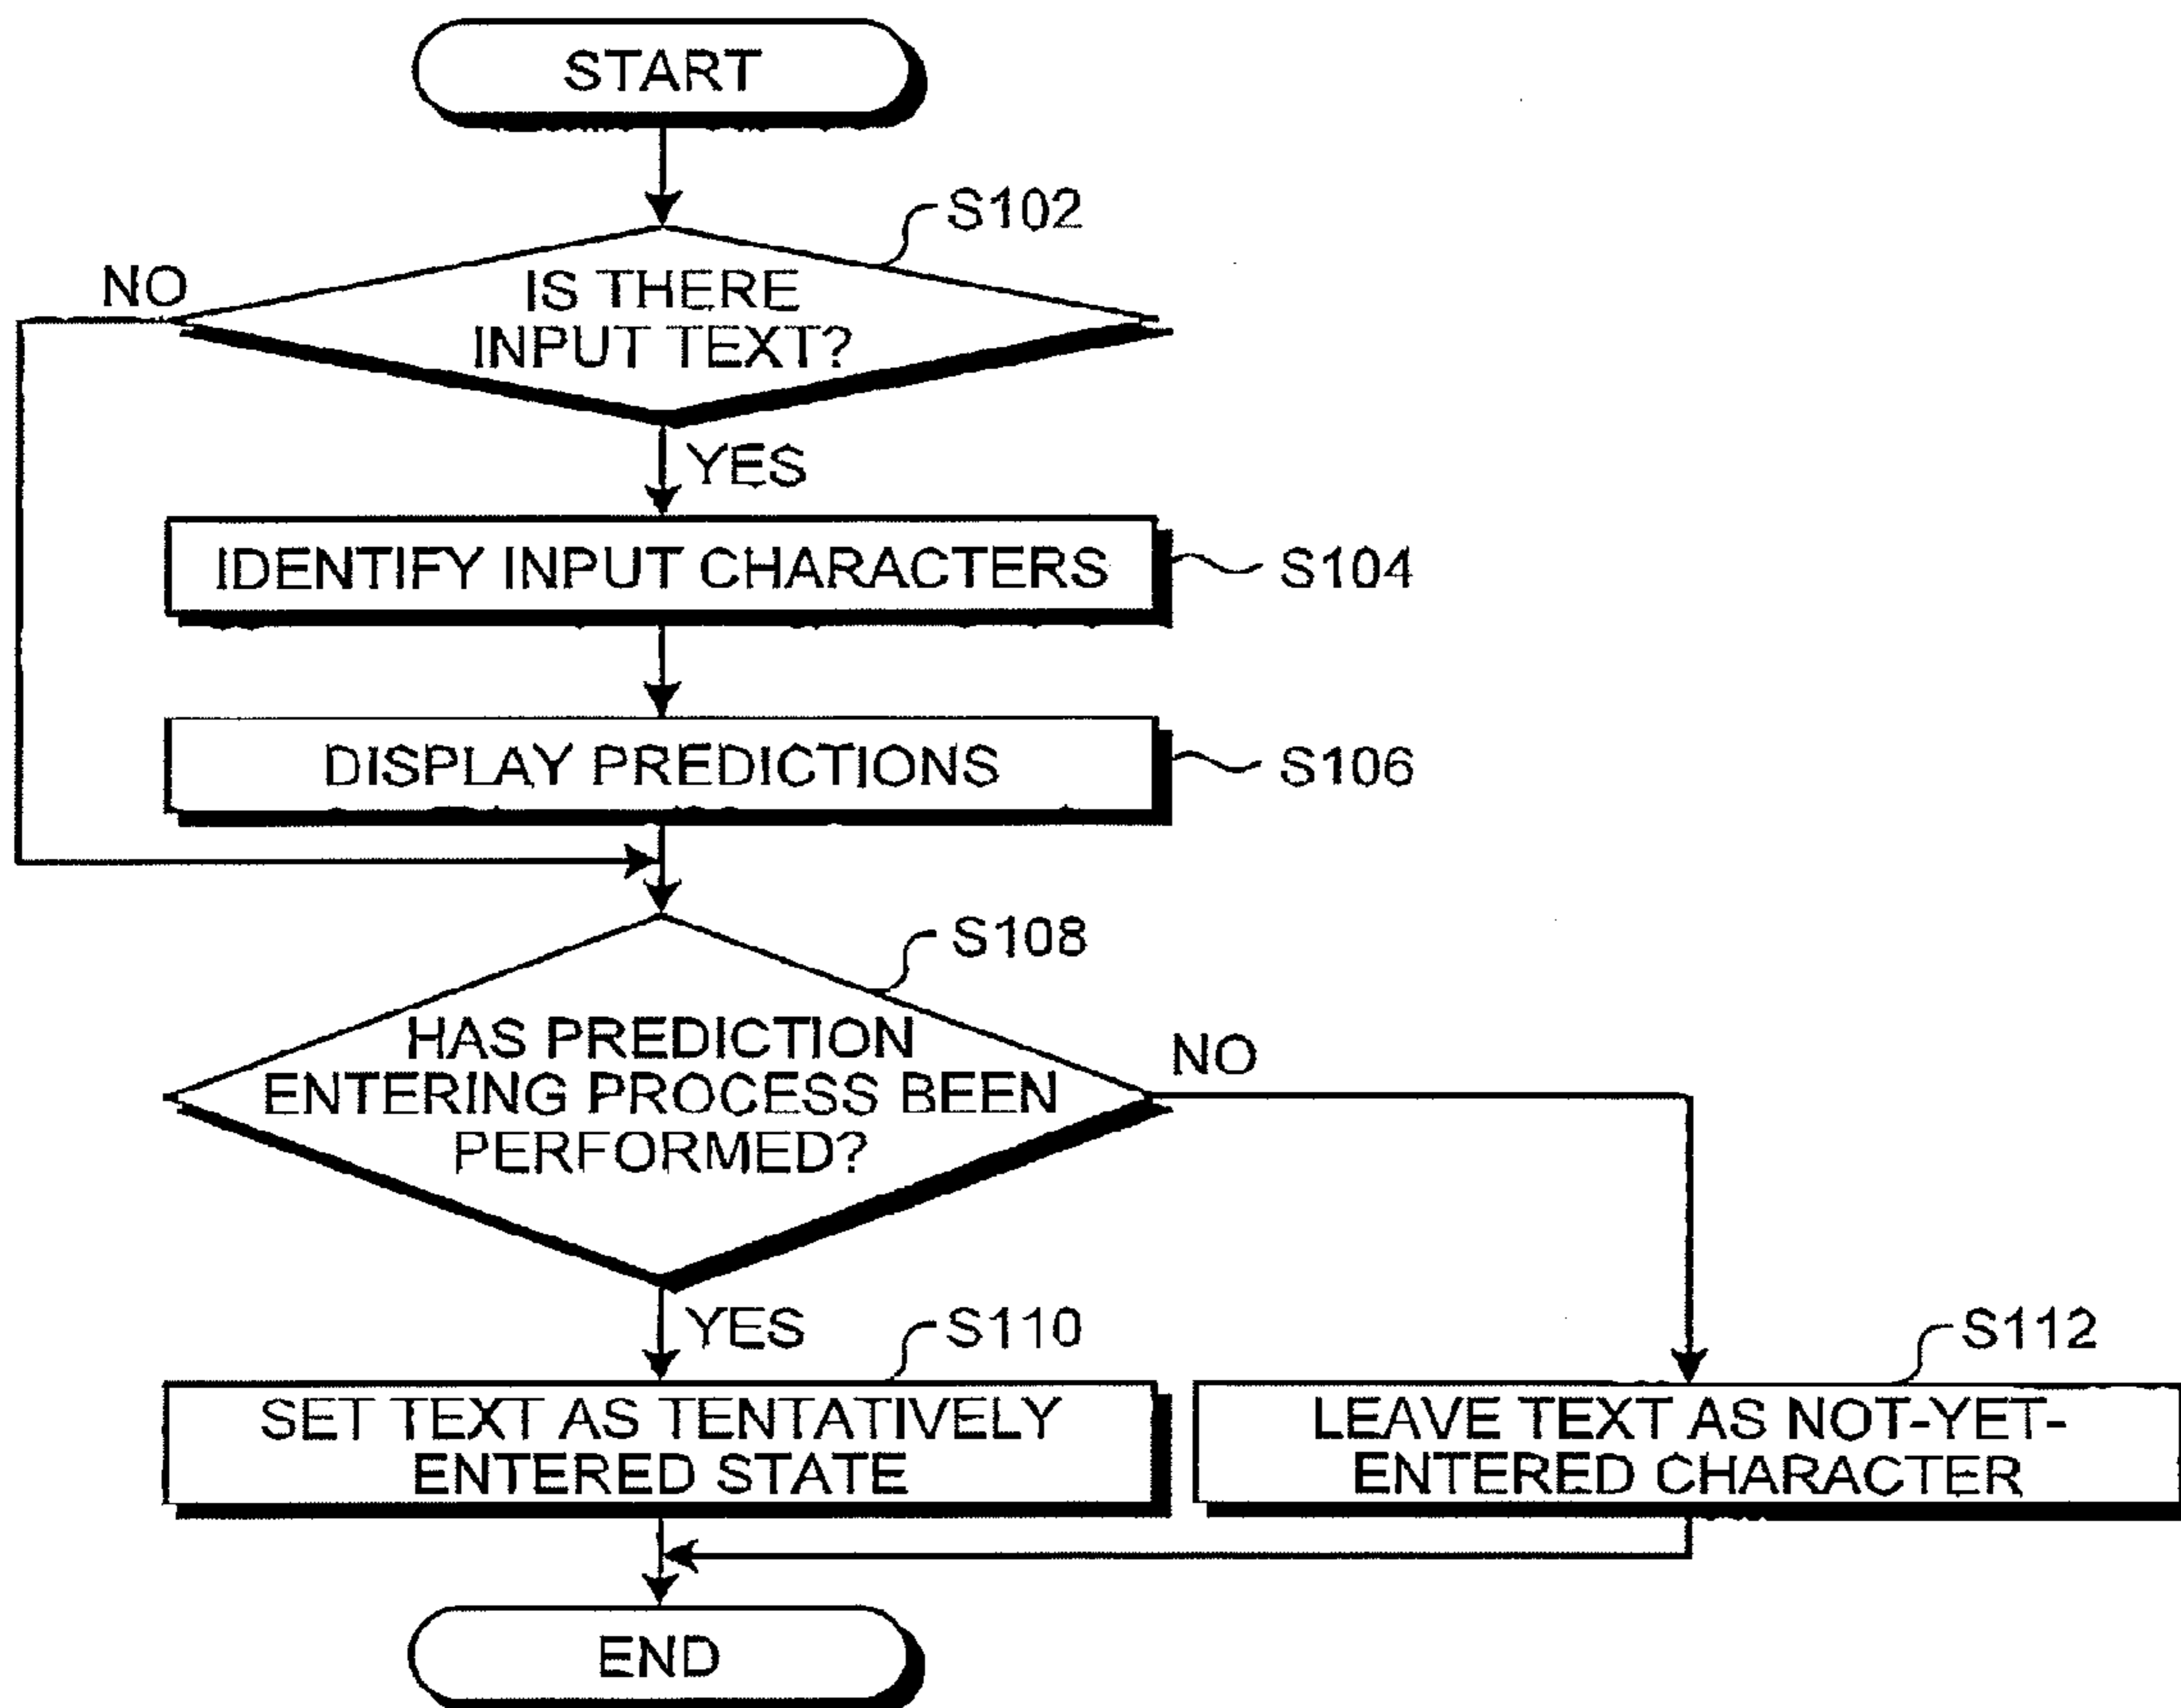 START
S102
NO
IS THERE
INPUT TEXT?
YES
IDENTIFY INPUT CHARACTERS
S104
DISPLAY PREDICTIONS
S106
S108
HAS PREDICTION
ENTERING PROCESS BEEN
PERFORMED?
NO
YES
S110
S112
SET TEXT AS TENTATIVELY
ENTERED STATE
LEAVE TEXT AS NOT-YET-
ENTERED CHARACTER
END